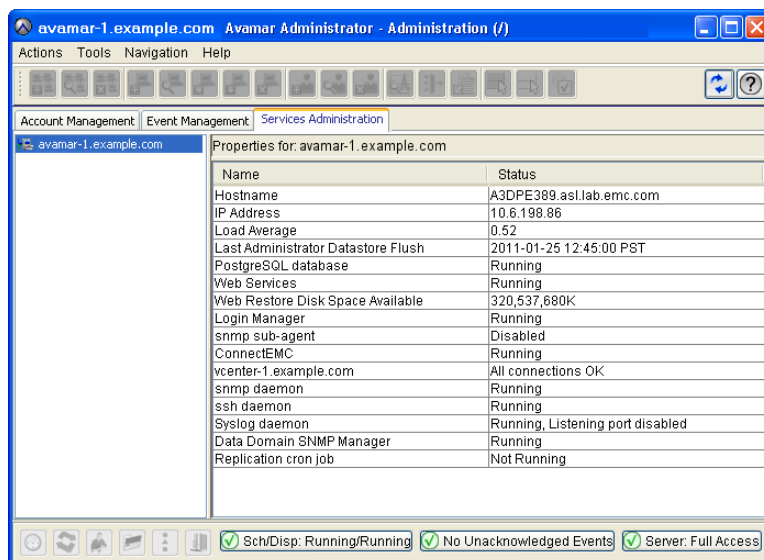 avamar-1.example.com Avamar Administrator - Administration (/)
Actions Tools Navigation Help
Account Management Event Management Services Administration
avamar-1.example.com
Properties for: avamar-1.example.com
Name Status
Hostname A3DPE389.asl.lab.emc.com
IP Address 10.6.198.86
Load Average 0.52
Last Administrator Datastore Flush 2011-01-25 12:45:00 PST
PostgreSQL database Running
Web Services Running
Web Restore Disk Space Available 320,537,680K
Login Manager Running
snmp sub-agent Disabled
ConnectEMC Running
vcenter-1.example.com All connections OK
snmp daemon Running
ssh daemon Running
Syslog daemon Running, Listening port disabled
Data Domain SNMP Manager Running
Replication cron job Not Running
Sch/Disp: Running/Running No Unacknowledged Events Server: Full Access